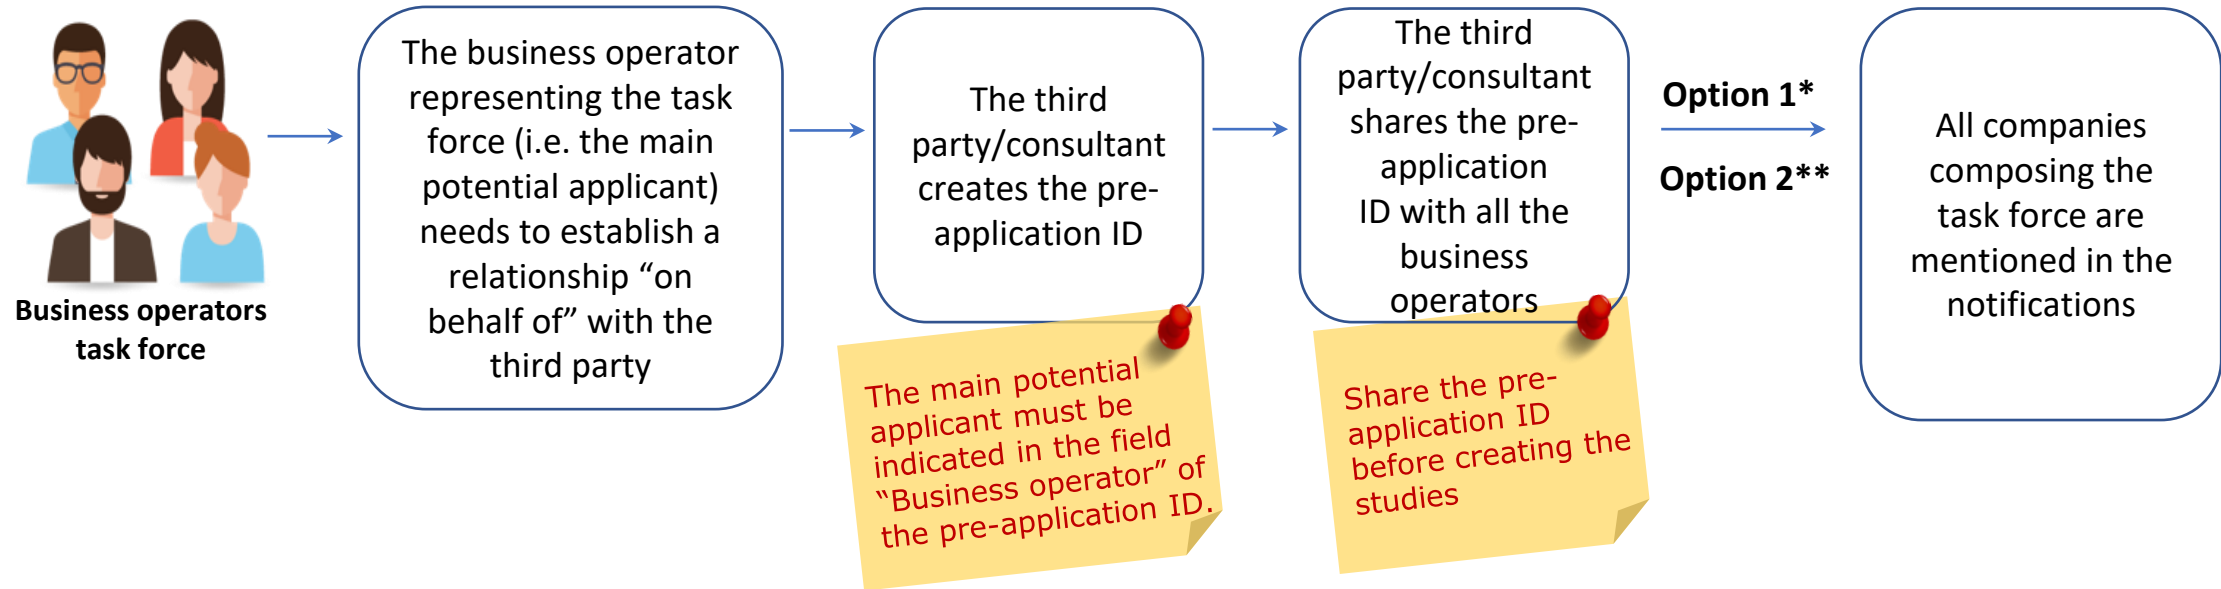 Business operators
task force
The business operator
representing the task
force (i.e. the main
potential applicant)
needs to establish a
relationship “on
behalf of” with the
third party
The third
party/consultant
creates the pre-
application ID
The main potential
applicant must be
indicated in the field
“Business operator” of
the pre-application ID.
The third
party/consultant
shares the pre-
application
ID with all the
business
operators
Share the pre-
application ID
before creating the
studies
Option 1*
Option 2**
All companies
composing the
task force are
mentioned in the
notifications